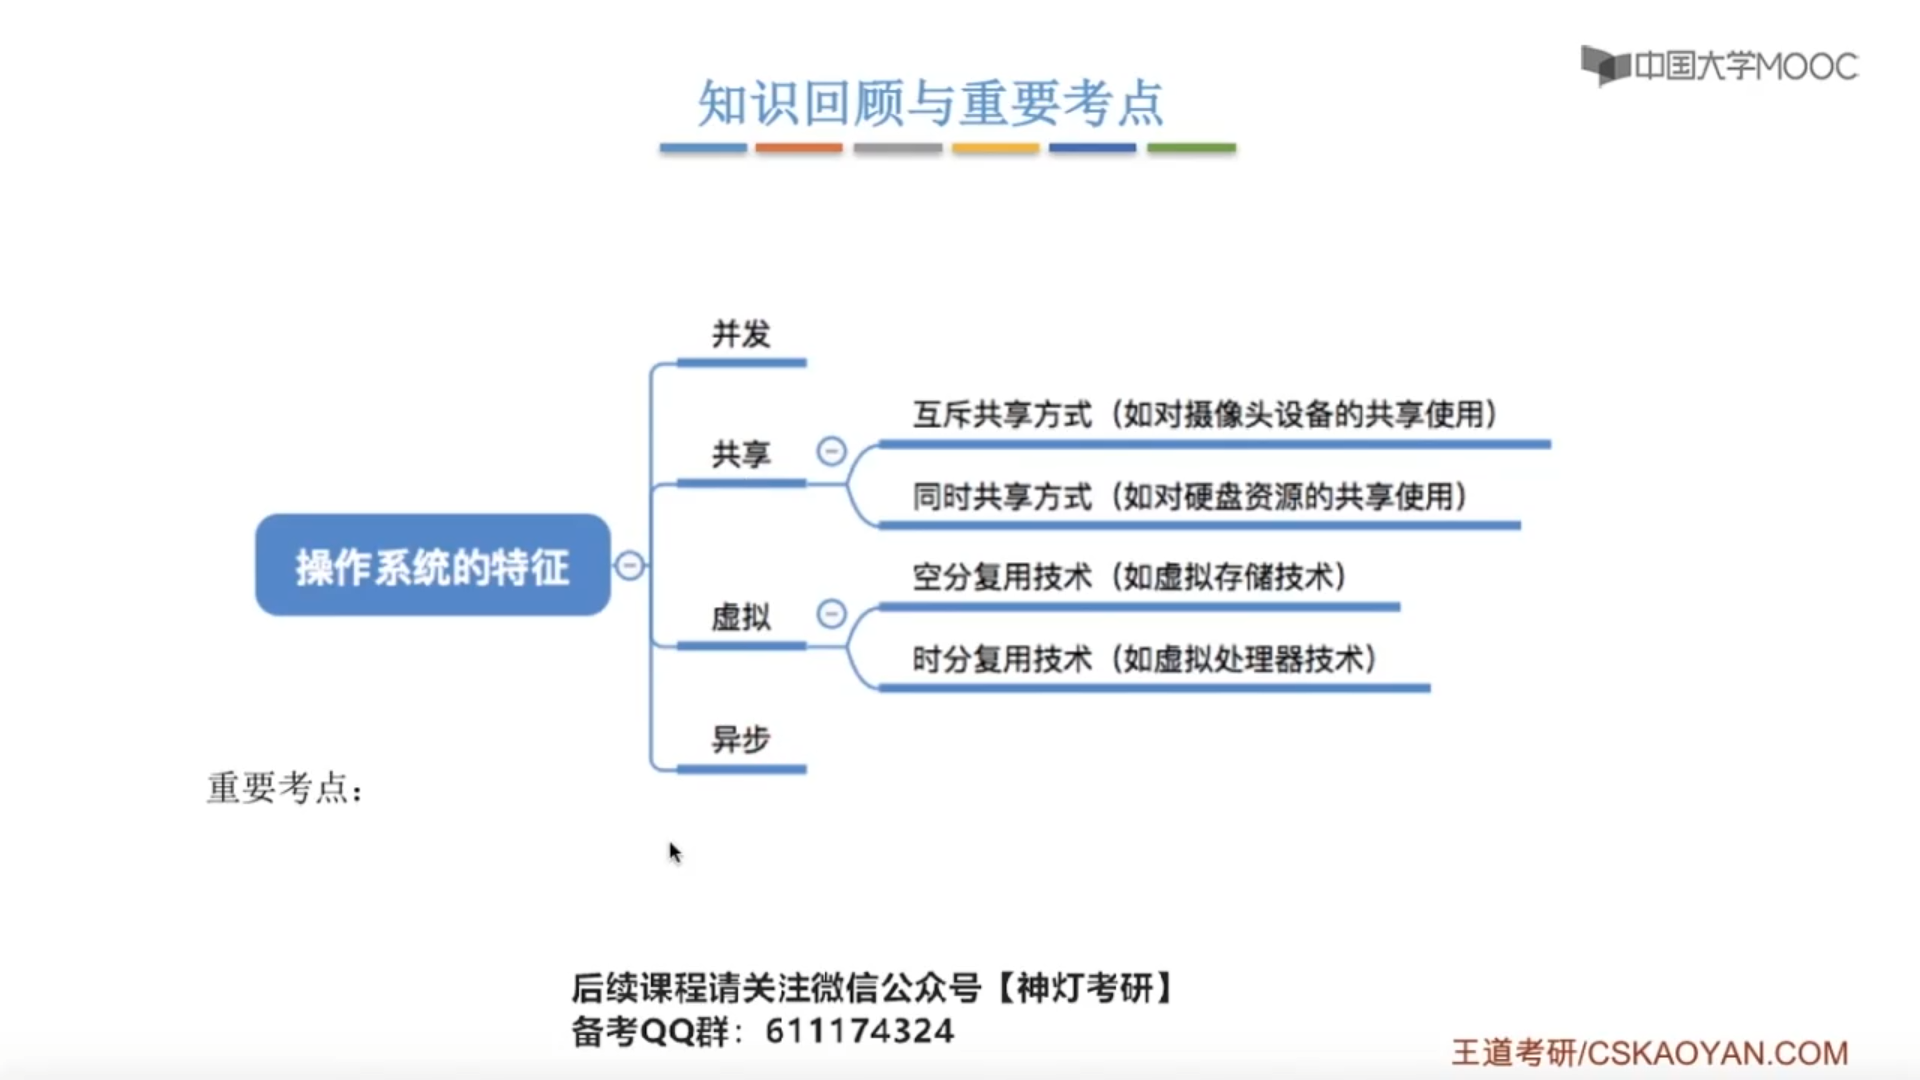 中国大学MOOC
知识回顾与重要考点
并发
互斥共享方式（如对摄像头设备的共享使用）
共享
同时共享方式（如对硬盘资源的共享使用）
操作系统的特征
空分复用技术（如虚拟存储技术）
虚拟
时分复用技术（如虚拟处理器技术）
异步
重要考点：
后续课程请关注微信公众号【神灯考研】
备考QQ群：611174324
王道考研/CSKAOYAN.COM